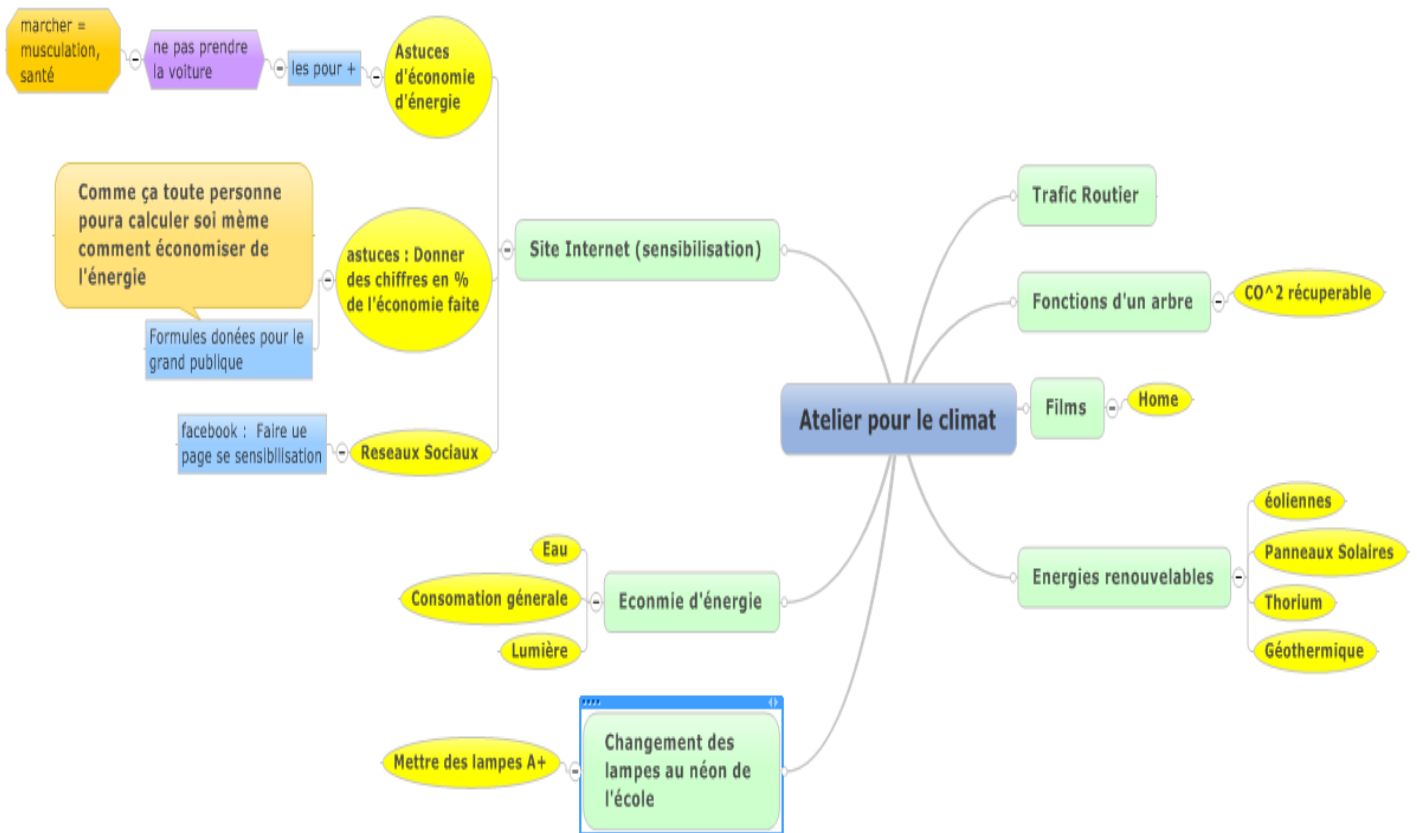 marcher =
musculation,
santé
ne pas prendre
la voiture
les pour +
Astuces
d'économie
d'énergie
Comme ça toute personne
poura calculer soi mème
comment économiser de
l'énergie
astuces : Donner
des chiffres en %
de l'économie faite
Formules donées pour le
grand publique
facebook :  Faire ue
page se sensibilisation
Reseaux Sociaux
Site Internet (sensibilisation)
Eau
Consomation génerale
Lumière
Econmie d'énergie
Mettre des lampes A+
Changement des
lampes au néon de
l'école
Atelier pour le climat
Trafic Routier
Fonctions d'un arbre
CO^2 récuperable
Films
Home
Energies renouvelables
éoliennes
Panneaux Solaires
Thorium
Géothermique